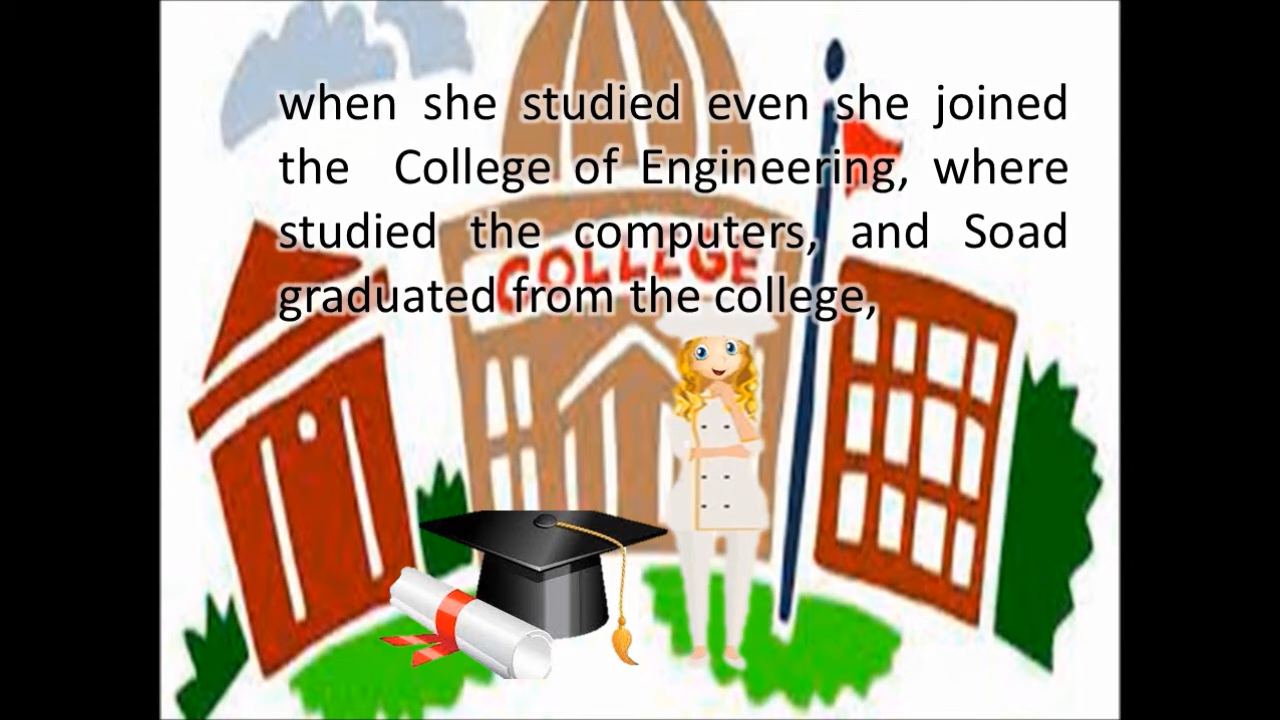 when she studied even she joined
the College of Engineering, where
studied the computers, and Soad
graduated from the college,
COLLEGE